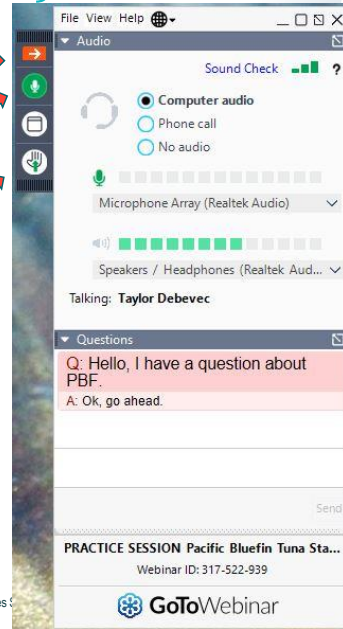 File View Help
Audio
Sound Check ?
Computer audio
Phone call
No audio
Microphone Array (Realtek Audio)
Speakers / Headphones (Realtek Aud...
Talking: Taylor Debevec
Questions
Q: Hello, I have a question about
PBF.
A: Ok, go ahead.
Send
PRACTICE SESSION Pacific Bluefin Tuna Sta...
Webinar ID: 317-522-939
GoToWebinar